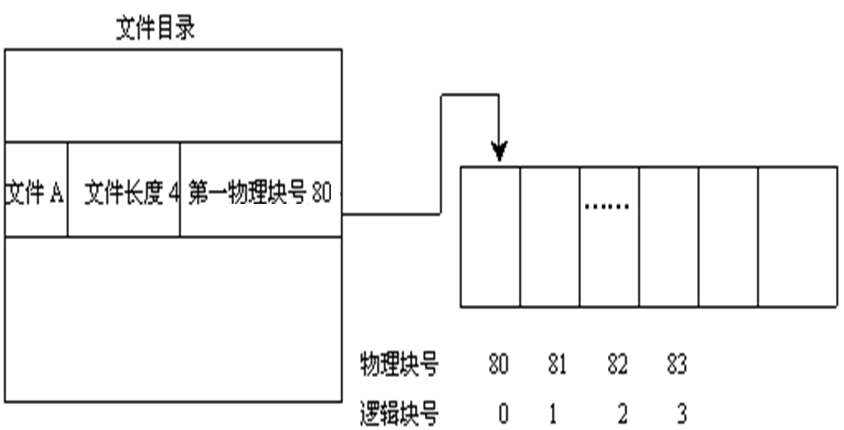 文件目录
文件 A 文件长度 4 第一物理块号 80
……
物理块号 80 81 82 83
逻辑块号 0 1 2 3